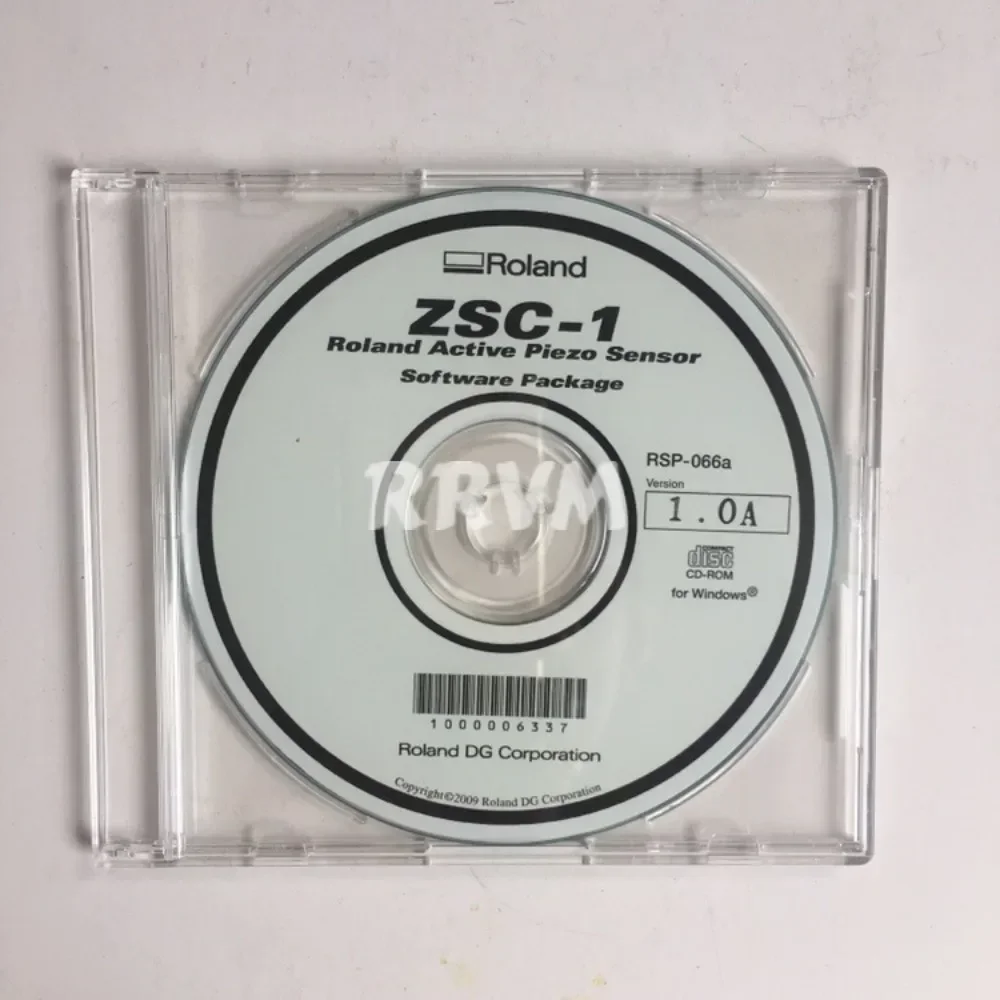 Roland
ZSC-1
Roland Active Piezo Sensor
Software Package
RRVM
RSP-066a
Version
1.0A
COMPACT
disc
CD-ROM
for Windows®
1000006337
Roland DG Corporation
Copyright©2009 Roland DG Corporation